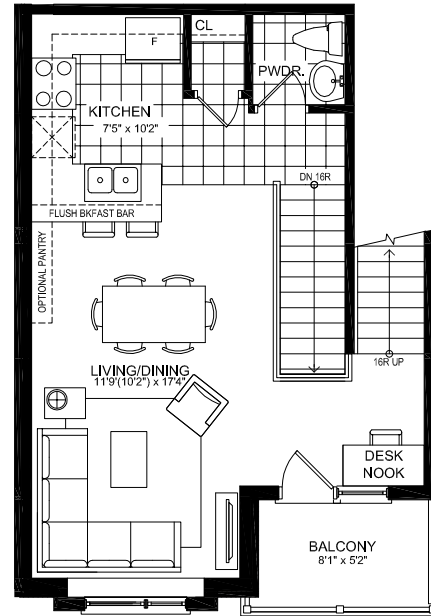 CL
F
PWDR.
KITCHEN
7'5" x 10'2"
DN 16R
FLUSH BKFAST BAR
OPTIONAL PANTRY
LIVING/DINING
11'9'(10'2") x 17'4"
16R UP
DESK
NOOK
BALCONY
8'1" x 5'2"